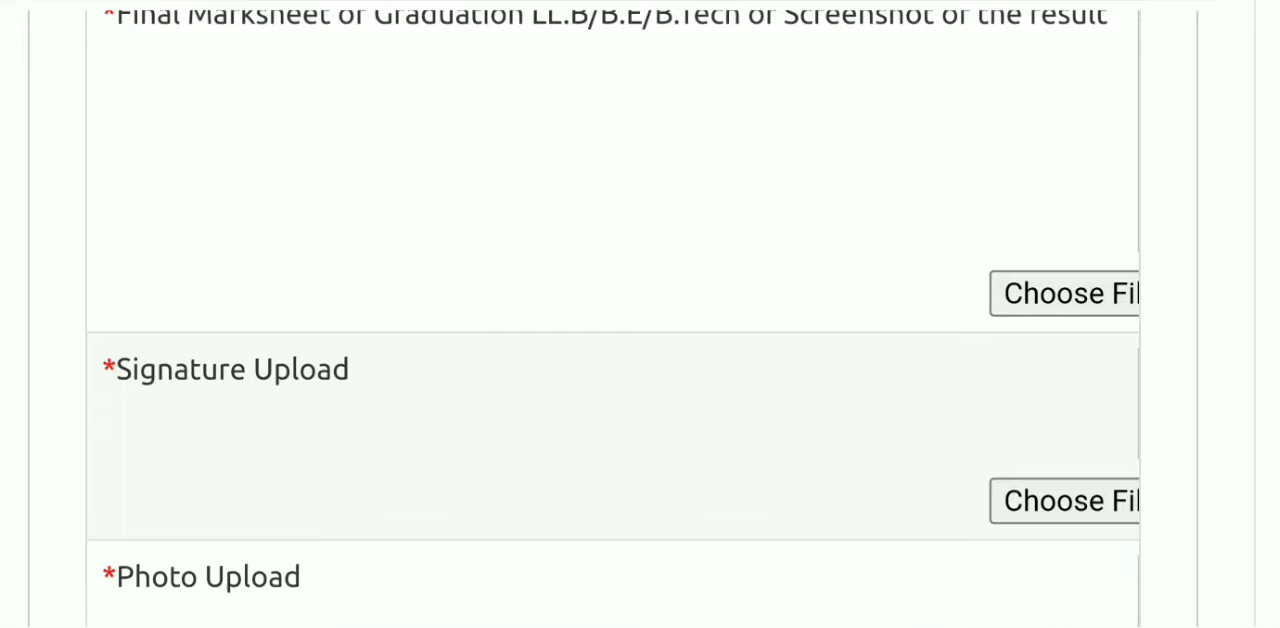 *Final Marksheet of Graduation LL.B/B.E/B.Tech or Screenshot of the result
Choose Fil
*Signature Upload
Choose Fil
*Photo Upload